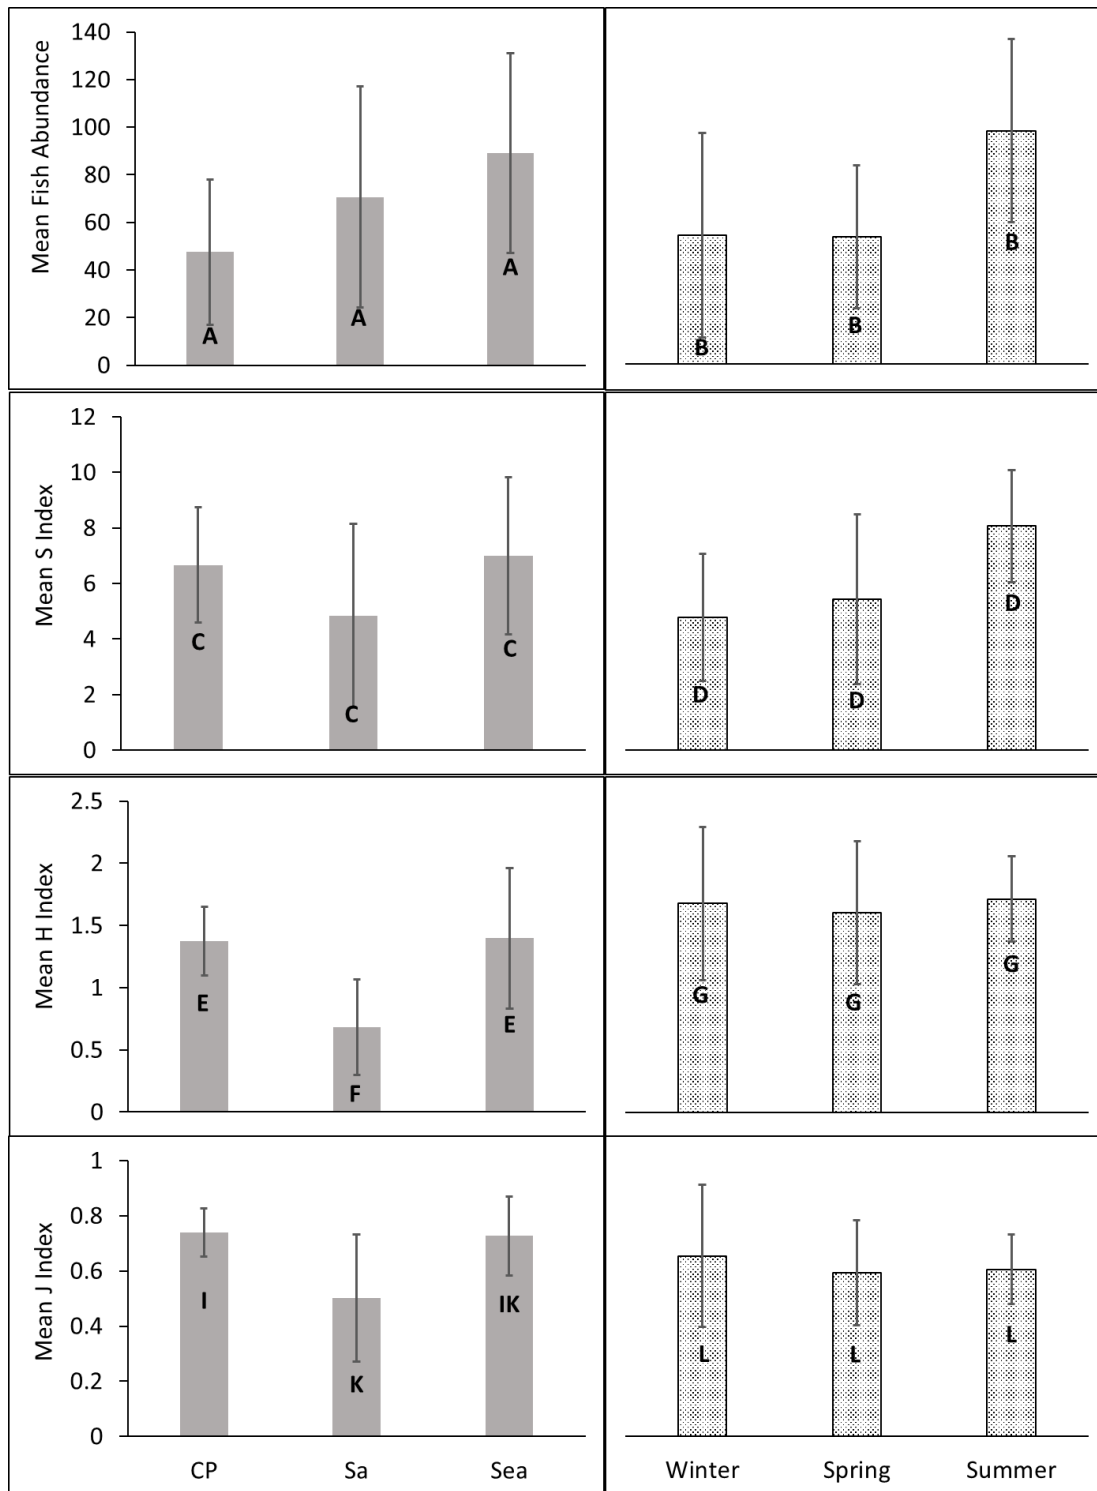 Mean Fish Abundance
140
120
100
80
60
40
20
0
A
A
A
B
B
B
Mean S Index
12
10
8
6
4
2
0
C
C
C
D
D
D
Mean H Index
2.5
2
1.5
1
0.5
0
E
F
E
G
G
G
Mean J Index
1
0.8
0.6
0.4
0.2
0
I
K
IK
L
L
L
CP Sa Sea
Winter Spring Summer